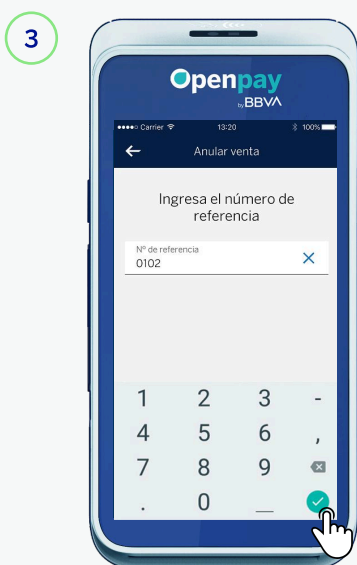 3
Openpay
by BBVA
Carrier 13:20 100%
Anular venta
Ingresa el número de
referencia
Nº de referencia
0102
1 2 3 -
4 5 6 ,
7 8 9
. 0 _